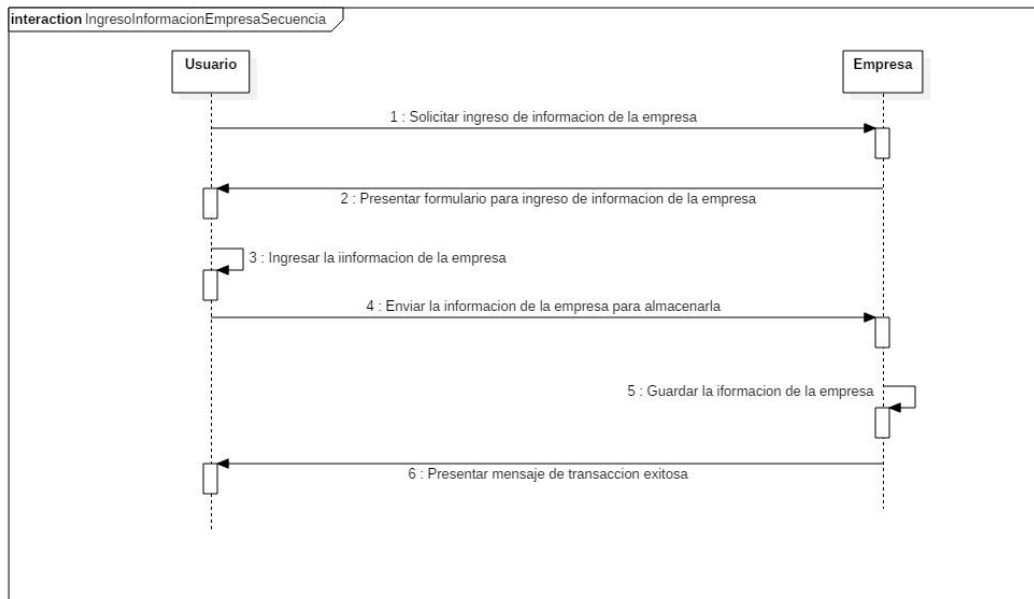 interaction IngresoInformacionEmpresaSecuencia
Usuario
Empresa
1 : Solicitar ingreso de informacion de la empresa
2 : Presentar formulario para ingreso de informacion de la empresa
3 : Ingresar la iinformacion de la empresa
4 : Enviar la informacion de la empresa para almacenarla
5 : Guardar la iformacion de la empresa
6 : Presentar mensaje de transaccion exitosa